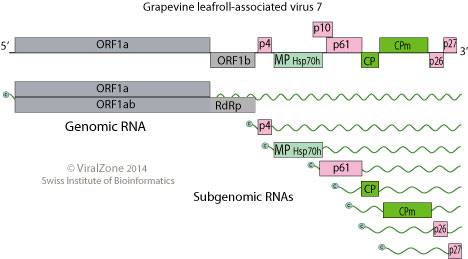 Grapevine leafroll-associated virus 7
p10
5’ ORF1a p4 p61 CPm p27 3’
ORF1b MP Hsp70h CP p26
C ORF1a
ORF1ab RdRp
Genomic RNA
C p4
C MP Hsp70h
© ViralZone 2014
C p61
Swiss Institute of Bioinformatics
C CP
Subgenomic RNAs
C CPm
C p26
C p27